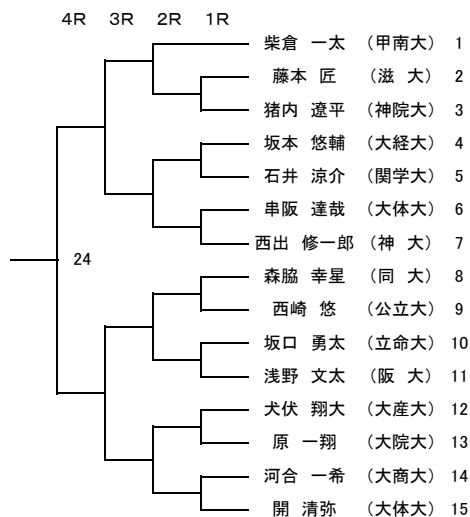 4R 3R 2R 1R
柴倉 一太 （甲南大） 1
藤本 匠 （滋 大） 2
猪内 遼平 （神院大） 3
坂本 悠輔 （大経大） 4
石井 涼介 （関学大） 5
串阪 達哉 （大体大） 6
西出 修一郎 （神 大） 7
24
森脇 幸星 （同 大） 8
西崎 悠 （公立大） 9
坂口 勇太 （立命大） 10
浅野 文太 （阪 大） 11
犬伏 翔大 （大産大） 12
原 一翔 （大院大） 13
河合 一希 （大商大） 14
開 清弥 （大体大） 15